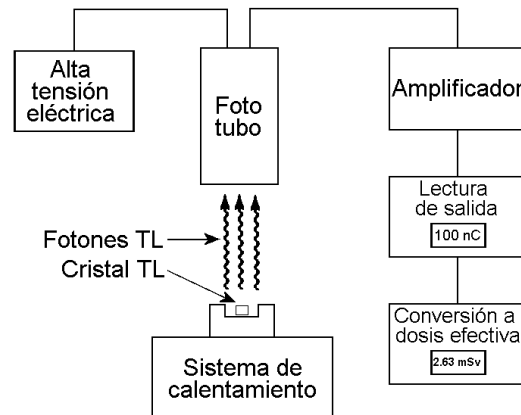 Alta
tensión
eléctrica
Foto
tubo
Amplificador
Lectura
de salida
100 nC
Fotones TL
Cristal TL
Conversión a
dosis efectiva
2.63 mSv
Sistema de
calentamiento